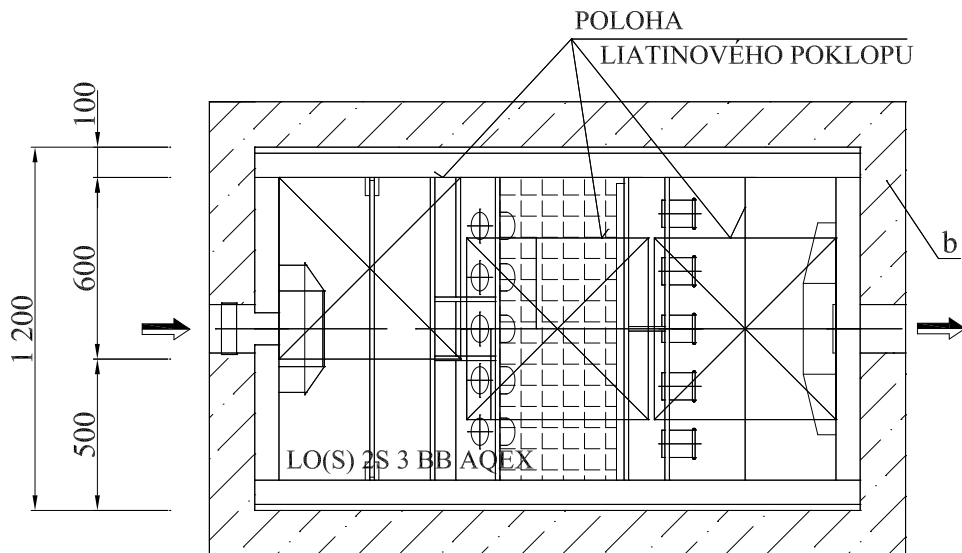 POLOHA
LIATINOVÉHO POKLOPU
100
600
1 200
500
b
LO(S) 2S 3 BB AQEX